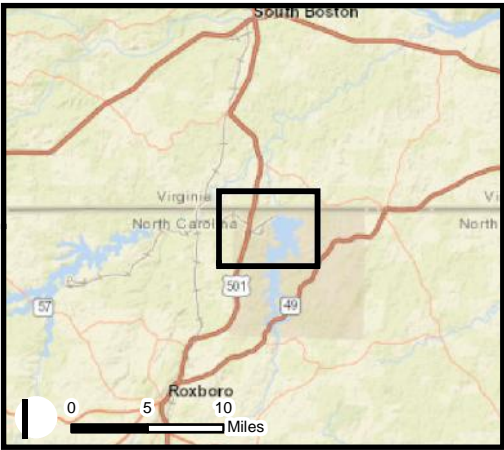 South Boston
Virginia
Vi
North Carolina
North
501
57
49
Roxboro
0 5 10
Miles